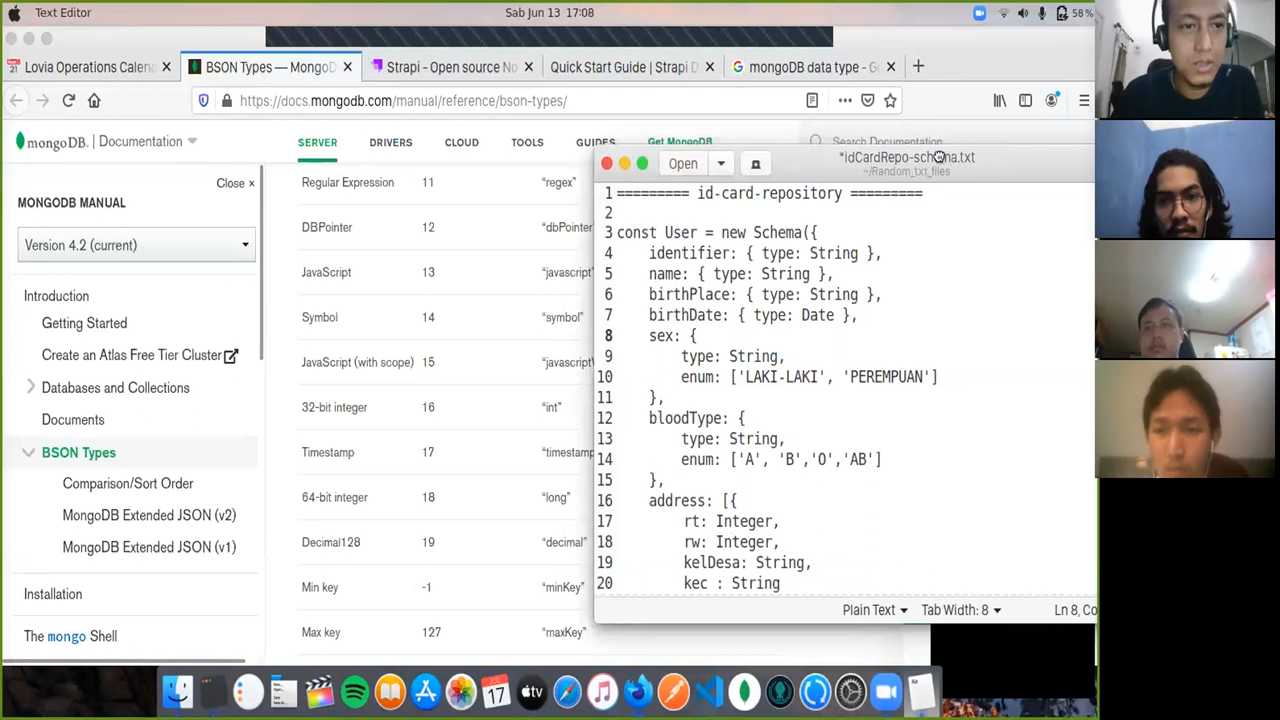 Text Editor
Sab Jun 13 17:08
58 %
Lovia Operations Calen
BSON Types — MongoD
Strapi - Open source No
Quick Start Guide | Strapi D
mongoDB data type - Go
https://docs.mongodb.com/manual/reference/bson-types/
mongoDB. | Documentation
SERVER
DRIVERS
CLOUD
TOOLS
GUIDES
Get MongoDB
Search Documentation
Close ×
MONGODB MANUAL
Version 4.2 (current)
Introduction
Getting Started
Create an Atlas Free Tier Cluster
Databases and Collections
Documents
BSON Types
Comparison/Sort Order
MongoDB Extended JSON (v2)
MongoDB Extended JSON (v1)
Installation
The mongo Shell
Regular Expression 11 “regex”
DBPointer 12 “dbPointer
JavaScript 13 “javascript
Symbol 14 “symbol”
JavaScript (with scope) 15 “javascript
32-bit integer 16 “int”
Timestamp 17 “timestamp
64-bit integer 18 “long”
Decimal128 19 “decimal”
Min key -1 “minKey”
Max key 127 “maxKey”
Open
*idCardRepo-schema.txt
~/Random_txt_files
1 ========= id-card-repository =========
2
3 const User = new Schema({
4 identifier: { type: String },
5 name: { type: String },
6 birthPlace: { type: String },
7 birthDate: { type: Date },
8 sex: {
9 type: String,
10 enum: ['LAKI-LAKI', 'PEREMPUAN']
11 },
12 bloodType: {
13 type: String,
14 enum: ['A', 'B','O','AB']
15 },
16 address: [{
17 rt: Integer,
18 rw: Integer,
19 kelDesa: String,
20 kec : String
Plain Text
Tab Width: 8
Ln 8, Co
17
tv